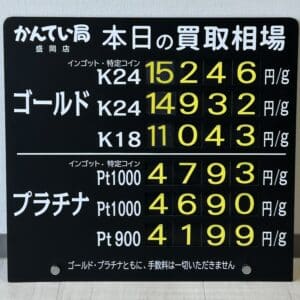 かんてい局 盛岡店 本日の買取相場
インゴット・特定コイン
K24 15246 円/g
ゴールド K24 14932 円/g
K18 11043 円/g
インゴット・特定コイン
Pt1000 4793 円/g
プラチナ Pt1000 4690 円/g
Pt900 4199 円/g
ゴールド・プラチナともに、手数料は一切いただきません